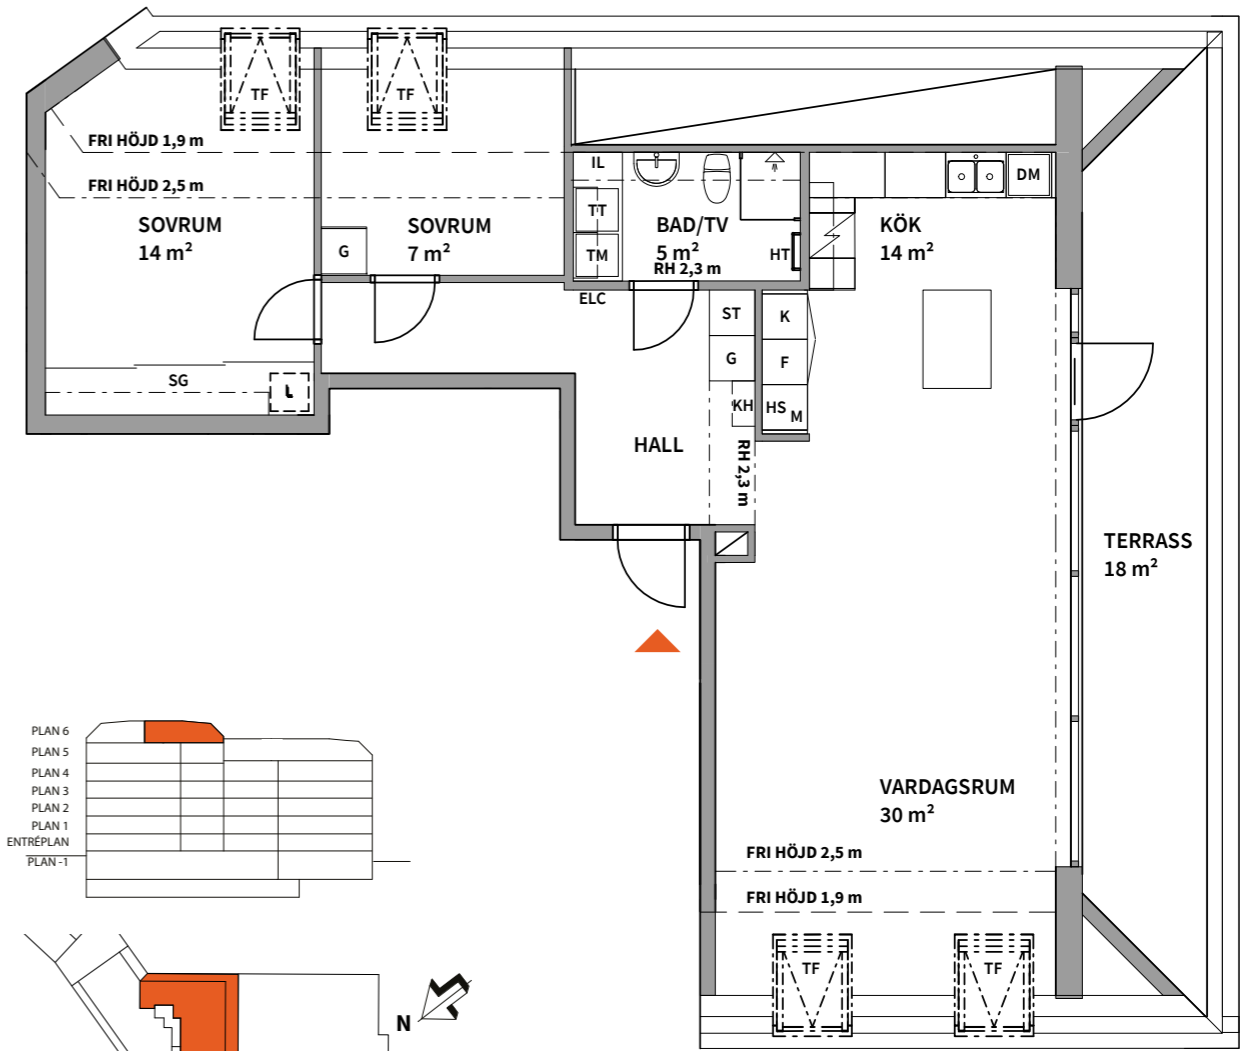 TF
TF
FRI HÖJD 1,9 m
FRI HÖJD 2,5 m
SOVRUM
14 m²
SOVRUM
7 m²
G
IL
TT
TM
ELC
BAD/TV
5 m²
RH 2,3 m
HT
KÖK
14 m²
DM
ST
G
KH
K
F
HS M
RH 2,3 m
SG
L
HALL
TERRASS
18 m²
VARDAGSRUM
30 m²
FRI HÖJD 2,5 m
FRI HÖJD 1,9 m
TF
TF
PLAN 6
PLAN 5
PLAN 4
PLAN 3
PLAN 2
PLAN 1
ENTRÉPLAN
PLAN -1
N